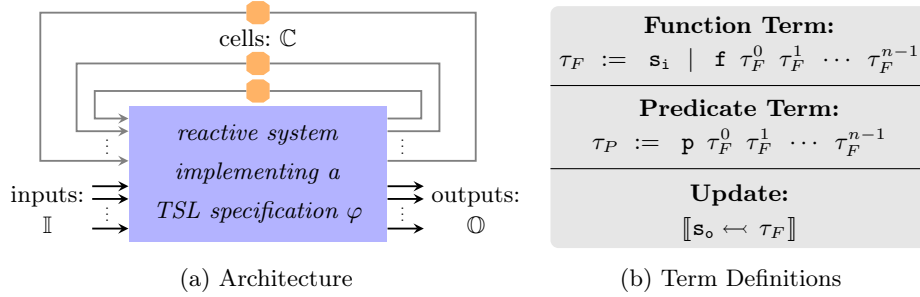 cells: ℂ
reactive system
implementing a
TSL specification φ
inputs:
𝕀
outputs:
𝕆
(a) Architecture
Function Term:
τ_F := s_i | f τ_F^0 τ_F^1 ⋯ τ_F^{n−1}
Predicate Term:
τ_P := p τ_F^0 τ_F^1 ⋯ τ_F^{n−1}
Update:
⟦s_o ↢ τ_F⟧
(b) Term Definitions